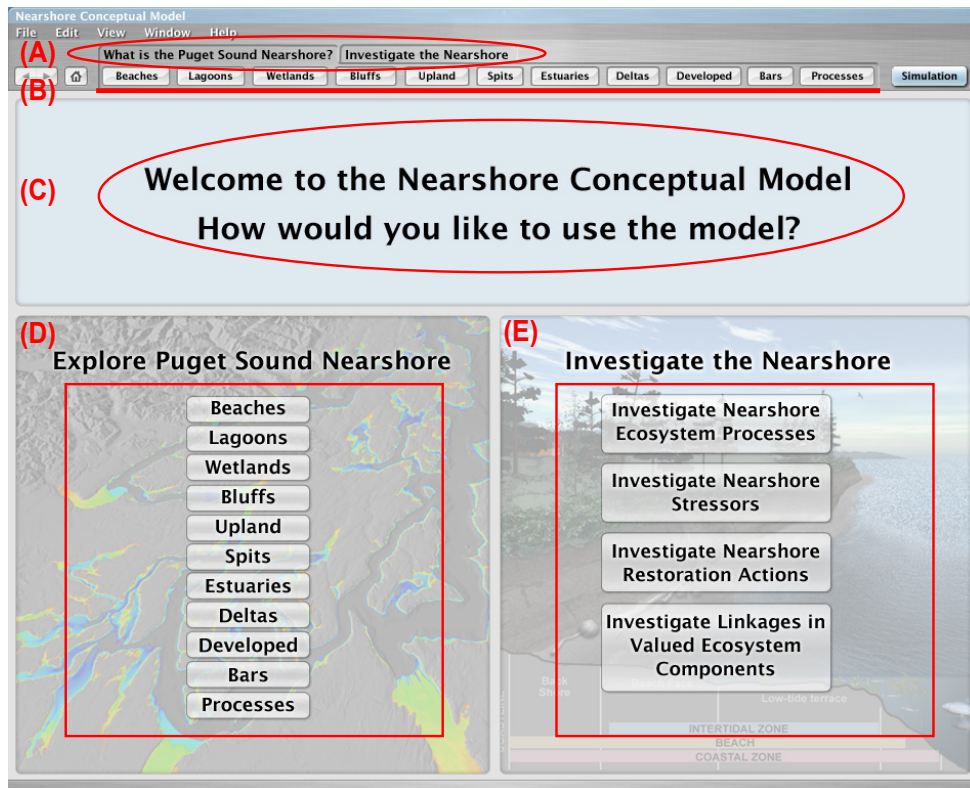 Nearshore Conceptual Model
File Edit View Window Help
(A) What is the Puget Sound Nearshore? Investigate the Nearshore
Beaches Lagoons Wetlands Bluffs Upland Spits Estuaries Deltas Developed Bars Processes Simulation
(B)
(C)
Welcome to the Nearshore Conceptual Model
How would you like to use the model?
(D)
Explore Puget Sound Nearshore
Beaches
Lagoons
Wetlands
Bluffs
Upland
Spits
Estuaries
Deltas
Developed
Bars
Processes
(E)
Investigate the Nearshore
Investigate Nearshore
Ecosystem Processes
Investigate Nearshore
Stressors
Investigate Nearshore
Restoration Actions
Investigate Linkages in
Valued Ecosystem
Components
Back
Shore
Low-tide terrace
INTERTIDAL ZONE
BEACH
COASTAL ZONE